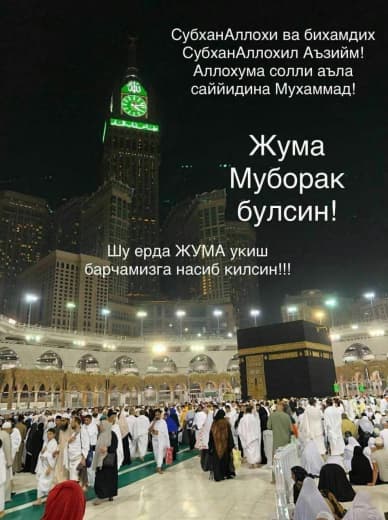 СубханАллохи ва бихамдих
СубханАллохил Аъзийм!
Аллохума солли аъла
саййидина Мухаммад!
Жума
Муборак
булсин!
Шу ерда ЖУМА укиш
барчамизга насиб килсин!!!